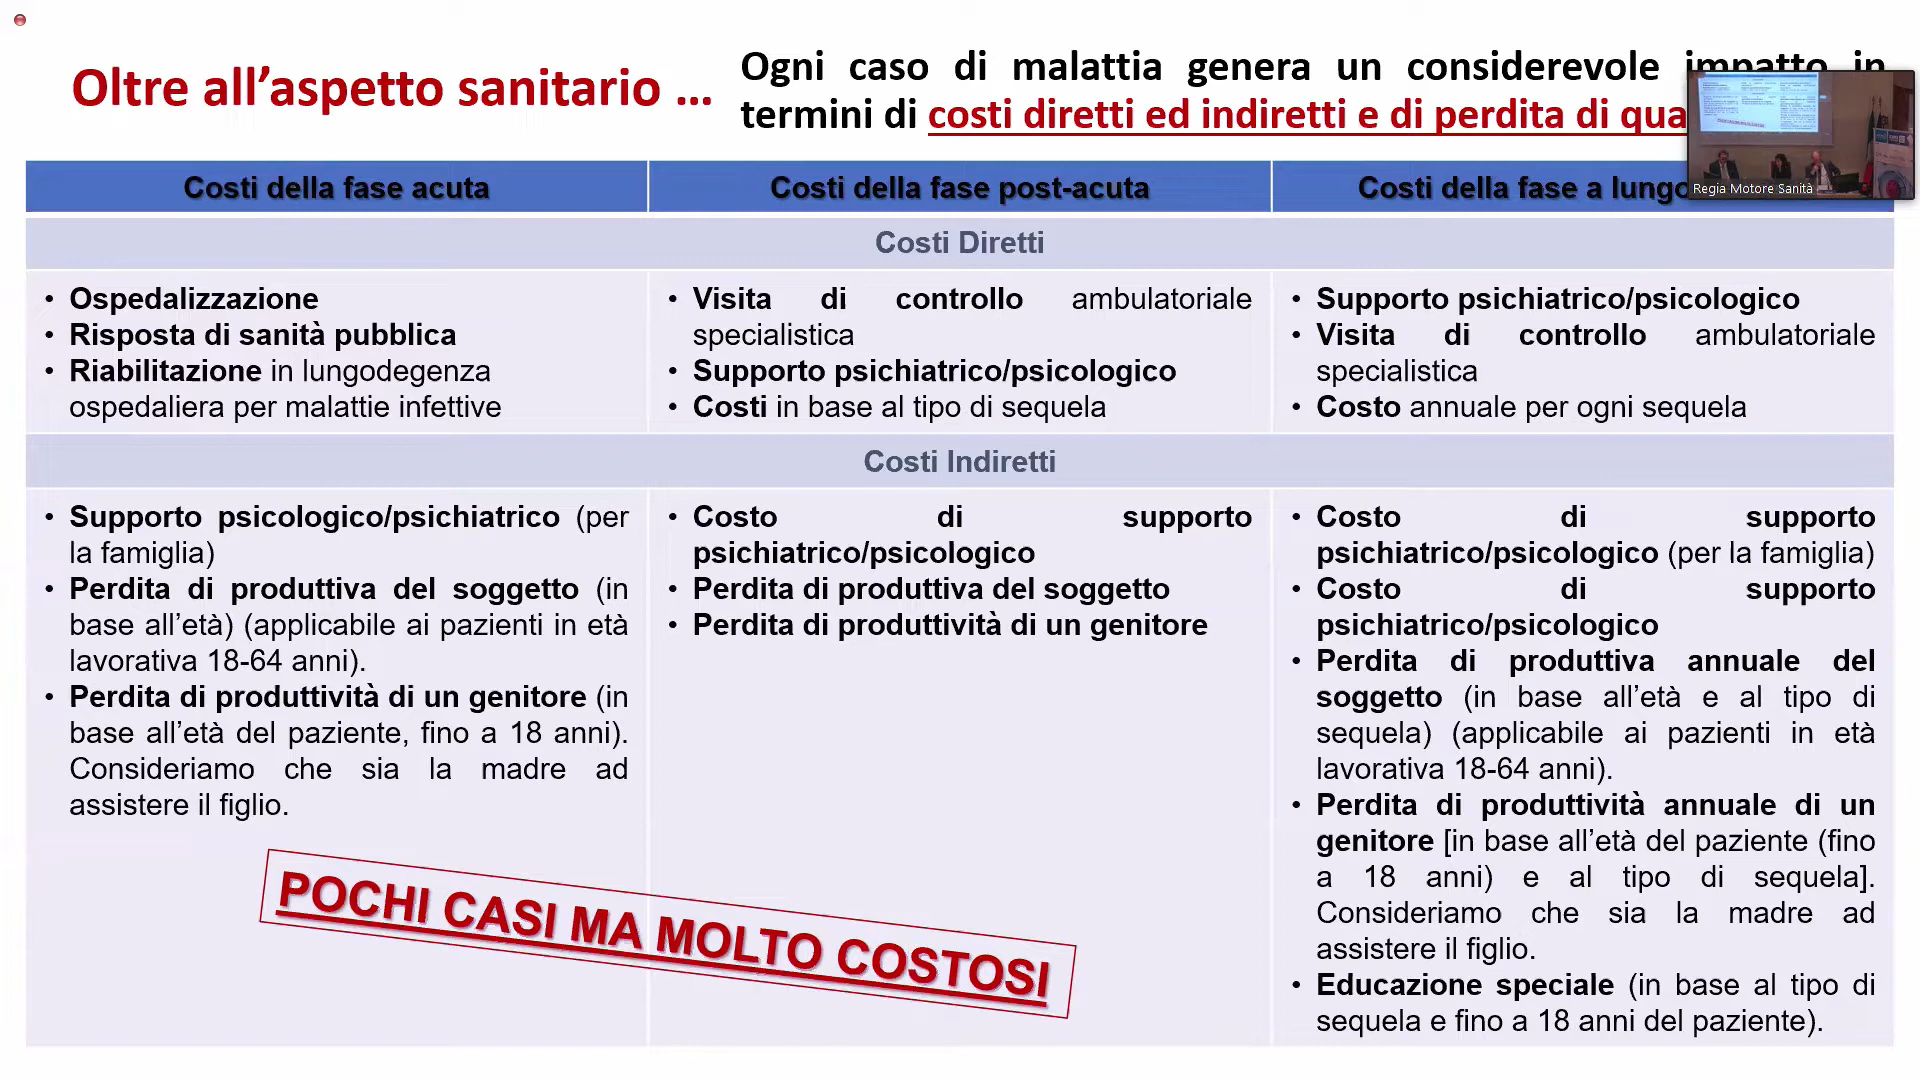 Oltre all’aspetto sanitario ...
Ogni caso di malattia genera un considerevole impatto in
termini di costi diretti ed indiretti e di perdita di
Costi della fase acuta
Costi della fase post-acuta
Costi della fase a
Regia Motore Sanità
Costi Diretti
• Ospedalizzazione
• Risposta di sanità pubblica
• Riabilitazione in lungodegenza
ospedaliera per malattie infettive
• Visita di controllo ambulatoriale
specialistica
• Supporto psichiatrico/psicologico
• Costi in base al tipo di sequela
• Supporto psichiatrico/psicologico
• Visita di controllo ambulatoriale
specialistica
• Costo annuale per ogni sequela
Costi Indiretti
• Supporto psicologico/psichiatrico (per
la famiglia)
• Perdita di produttiva del soggetto (in
base all’età) (applicabile ai pazienti in età
lavorativa 18-64 anni).
• Perdita di produttività di un genitore (in
base all’età del paziente, fino a 18 anni).
Consideriamo che sia la madre ad
assistere il figlio.
• Costo di supporto
psichiatrico/psicologico
• Perdita di produttiva del soggetto
• Perdita di produttività di un genitore
• Costo di supporto
psichiatrico/psicologico (per la famiglia)
• Costo di supporto
psichiatrico/psicologico
• Perdita di produttiva annuale del
soggetto (in base all’età e al tipo di
sequela) (applicabile ai pazienti in età
lavorativa 18-64 anni).
• Perdita di produttività annuale di un
genitore [in base all’età del paziente (fino
a 18 anni) e al tipo di sequela].
Consideriamo che sia la madre ad
assistere il figlio.
• Educazione speciale (in base al tipo di
sequela e fino a 18 anni del paziente).
POCHI CASI MA MOLTO COSTOSI